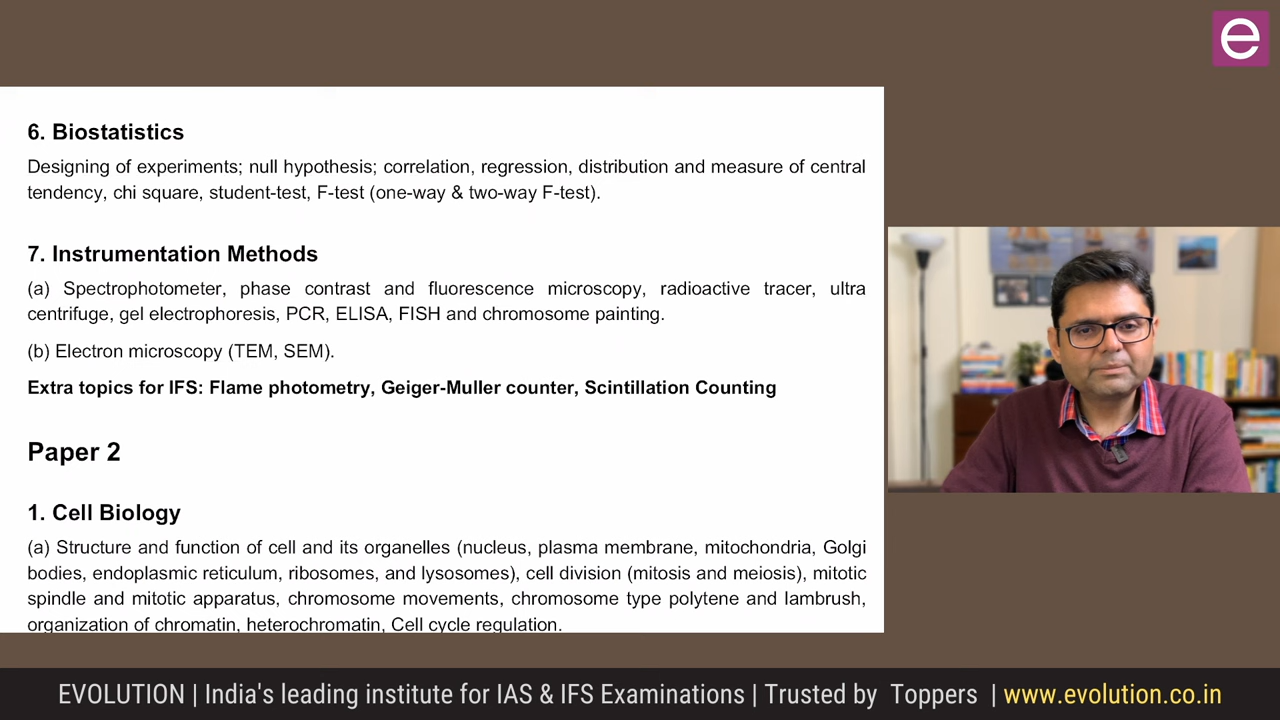 e
6. Biostatistics
Designing of experiments; null hypothesis; correlation, regression, distribution and measure of central
tendency, chi square, student-test, F-test (one-way & two-way F-test).
7. Instrumentation Methods
(a) Spectrophotometer, phase contrast and fluorescence microscopy, radioactive tracer, ultra
centrifuge, gel electrophoresis, PCR, ELISA, FISH and chromosome painting.
(b) Electron microscopy (TEM, SEM).
Extra topics for IFS: Flame photometry, Geiger-Muller counter, Scintillation Counting
Paper 2
1. Cell Biology
(a) Structure and function of cell and its organelles (nucleus, plasma membrane, mitochondria, Golgi
bodies, endoplasmic reticulum, ribosomes, and lysosomes), cell division (mitosis and meiosis), mitotic
spindle and mitotic apparatus, chromosome movements, chromosome type polytene and lambrush,
organization of chromatin, heterochromatin, Cell cycle regulation.
EVOLUTION | India's leading institute for IAS & IFS Examinations | Trusted by Toppers | www.evolution.co.in